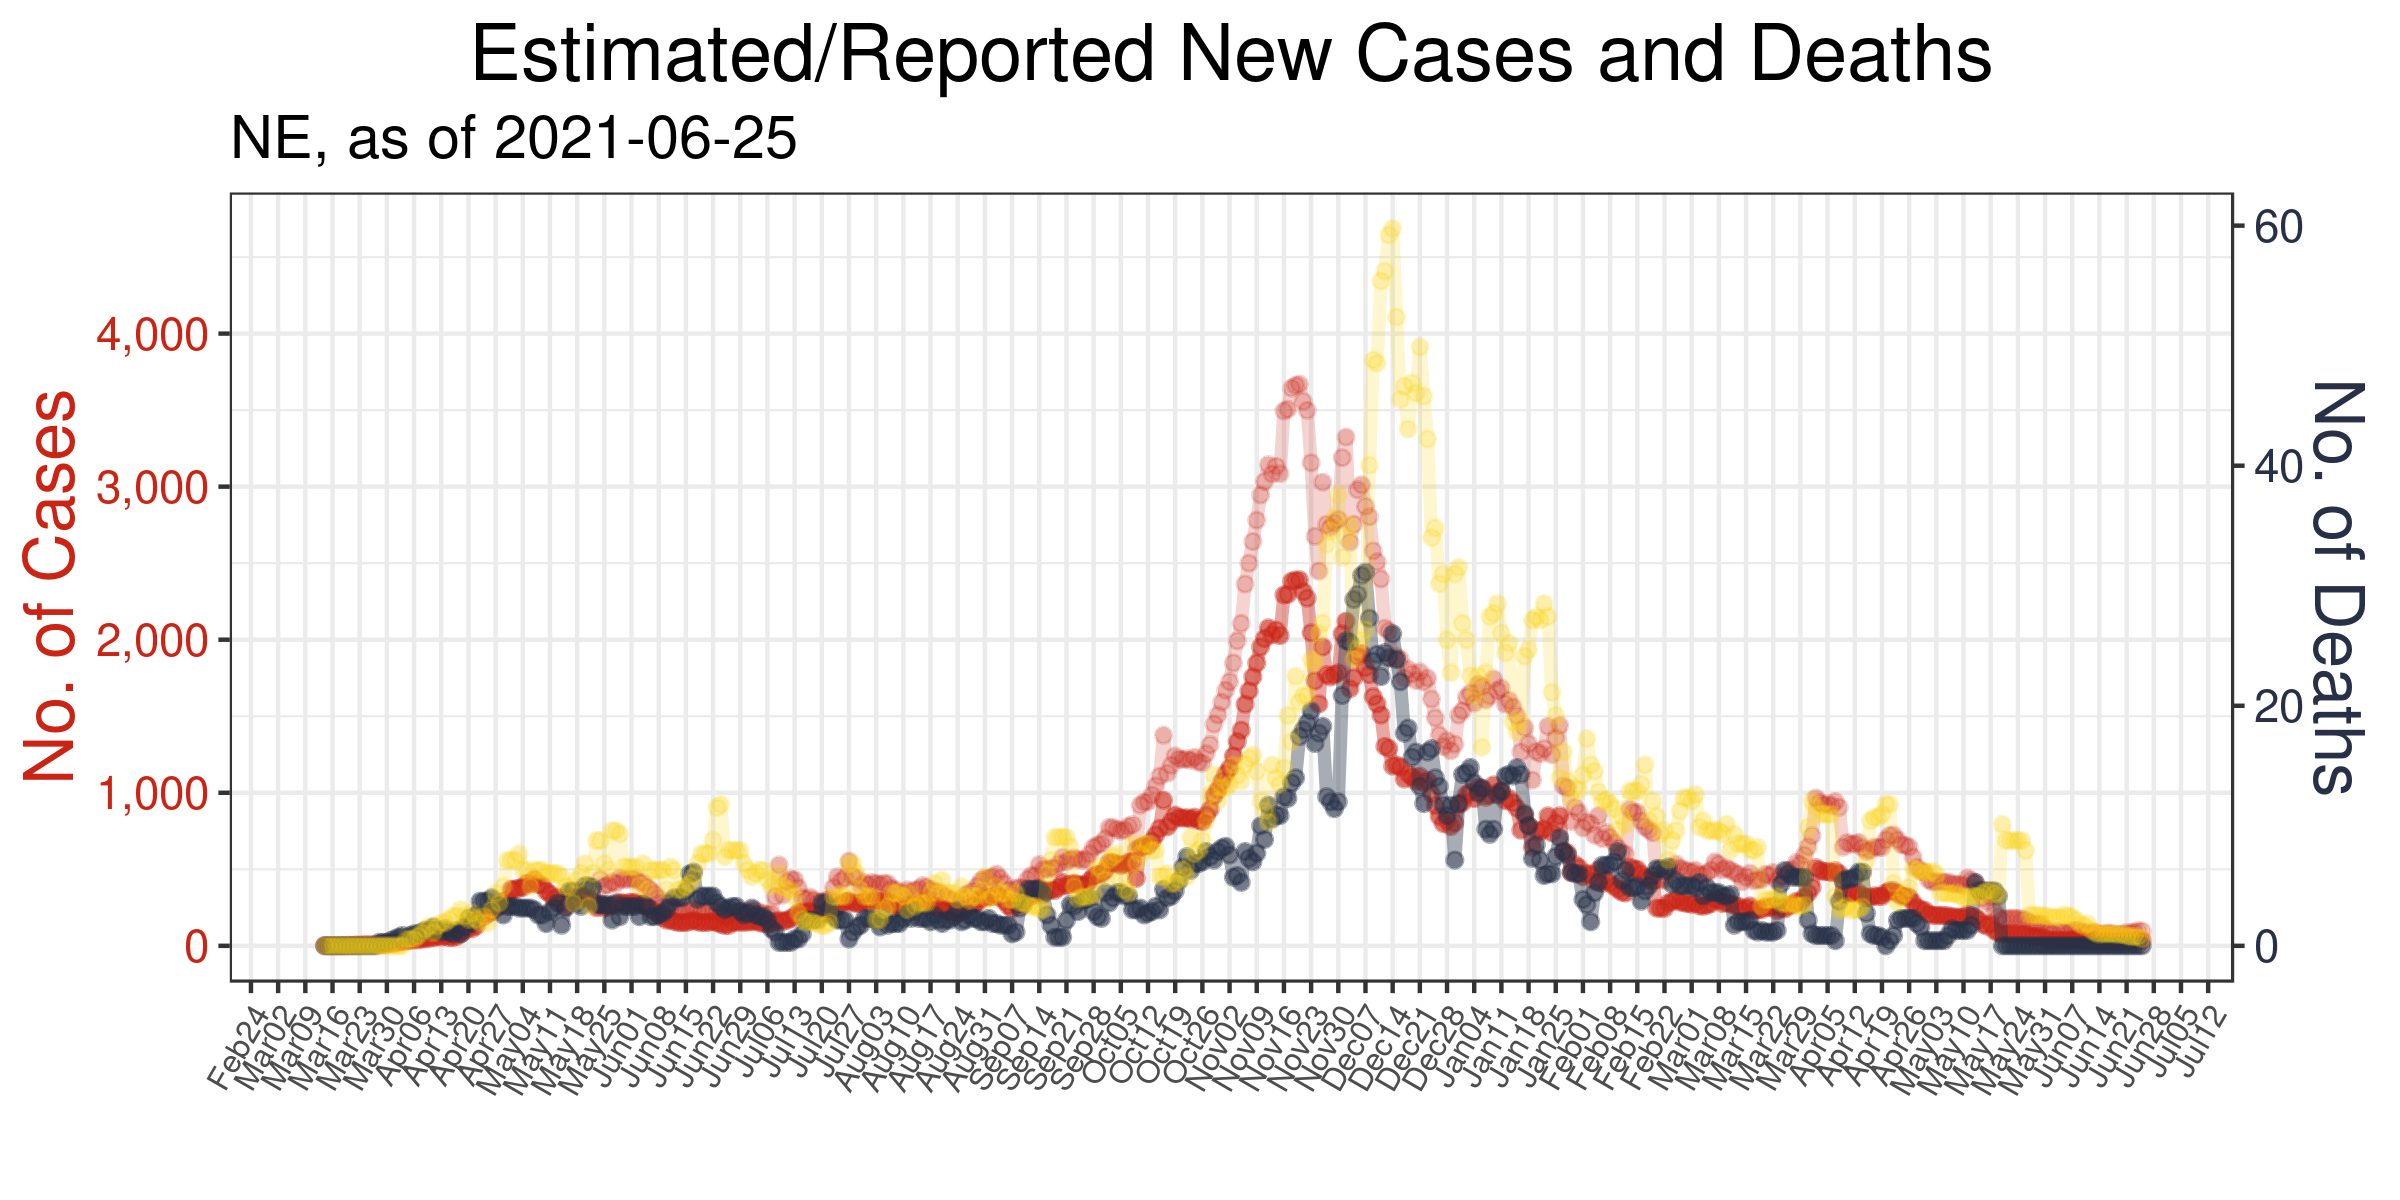 Estimated/Reported New Cases and Deaths
NE, as of 2021-06-25
No. of Cases
4,000
3,000
2,000
1,000
0
60
40
20
0
No. of Deaths
Feb24
Mar02
Mar09
Mar16
Mar23
Mar30
Apr06
Apr13
Apr20
Apr27
May04
May11
May18
May25
Jun01
Jun08
Jun15
Jun22
Jun29
Jul06
Jul13
Jul20
Jul27
Aug03
Aug10
Aug17
Aug24
Aug31
Sep07
Sep14
Sep21
Sep28
Oct05
Oct12
Oct19
Oct26
Nov02
Nov09
Nov16
Nov23
Nov30
Dec07
Dec14
Dec21
Dec28
Jan04
Jan11
Jan18
Jan25
Feb01
Feb08
Feb15
Feb22
Mar01
Mar08
Mar15
Mar22
Mar29
Apr05
Apr12
Apr19
Apr26
May03
May10
May17
May24
May31
Jun07
Jun14
Jun21
Jun28
Jul05
Jul12